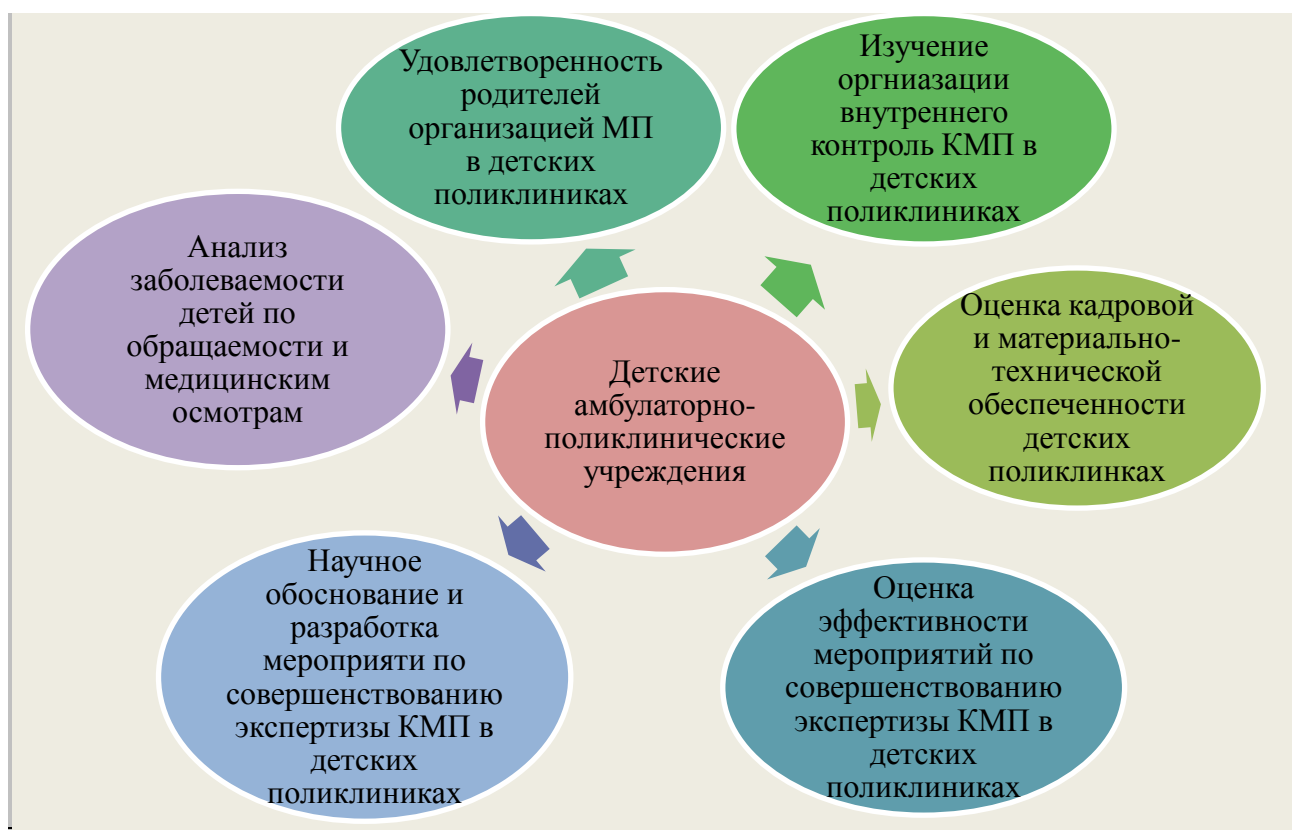 Удовлетворенность
родителей
организацией МП
в детских
поликлиниках
Изучение
оргниазации
внутреннего
контроль КМП в
детских
поликлиниках
Анализ
заболеваемости
детей по
обращаемости и
медицинским
осмотрам
Детские
амбулаторно-
поликлинические
учреждения
Оценка кадровой
и материально-
технической
обеспеченности
детских
поликлинках
Научное
обоснование и
разработка
мероприяти по
совершенствованию
экспертизы КМП в
детских
поликлиниках
Оценка
эффективности
мероприятий по
совершенствованию
экспертизы КМП в
детских
поликлиниках